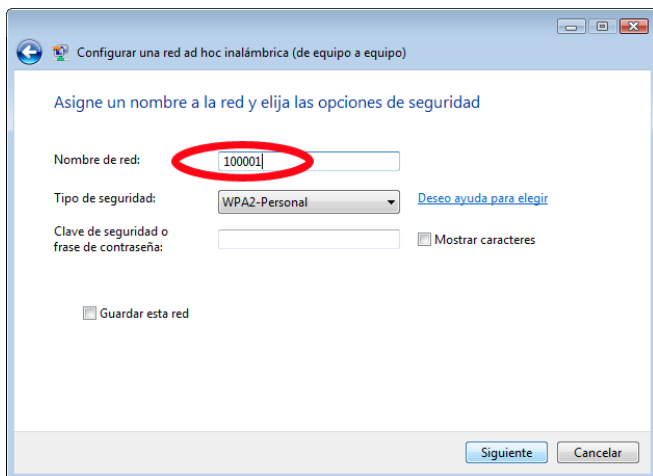 Configurar una red ad hoc inalámbrica (de equipo a equipo)
Asigne un nombre a la red y elija las opciones de seguridad
Nombre de red: 100001
Tipo de seguridad: WPA2-Personal Deseo ayuda para elegir
Clave de seguridad o
frase de contraseña: Mostrar caracteres
Guardar esta red
Siguiente Cancelar